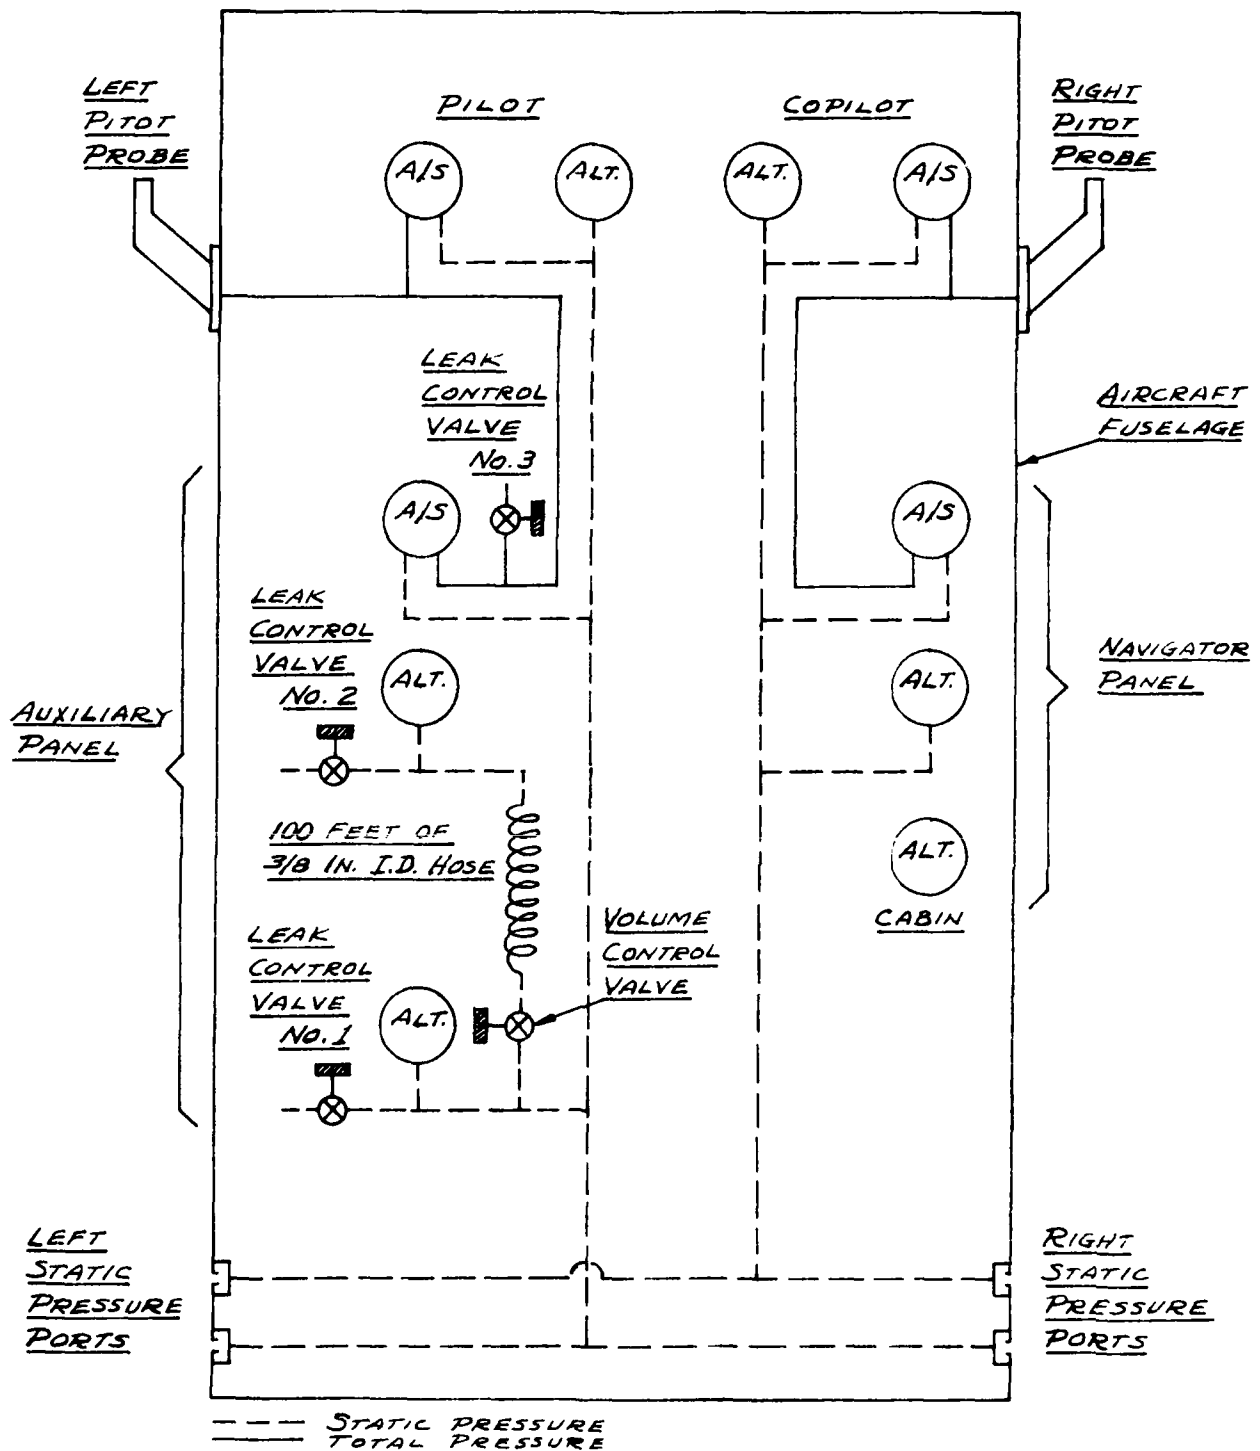 LEFT
PITOT
PROBE
PILOT
COPILOT
RIGHT
PITOT
PROBE
A/S
ALT.
ALT.
A/S
LEAK
CONTROL
VALVE
No.3
AIRCRAFT
FUSELAGE
A/S
A/S
LEAK
CONTROL
VALVE
No. 2
ALT.
ALT.
NAVIGATOR
PANEL
AUXILIARY
PANEL
100 FEET OF
3/8 IN. I.D. HOSE
ALT.
CABIN
VOLUME
CONTROL
VALVE
LEAK
CONTROL
VALVE
No. 1
ALT.
LEFT
STATIC
PRESSURE
PORTS
RIGHT
STATIC
PRESSURE
PORTS
STATIC PRESSURE
TOTAL PRESSURE